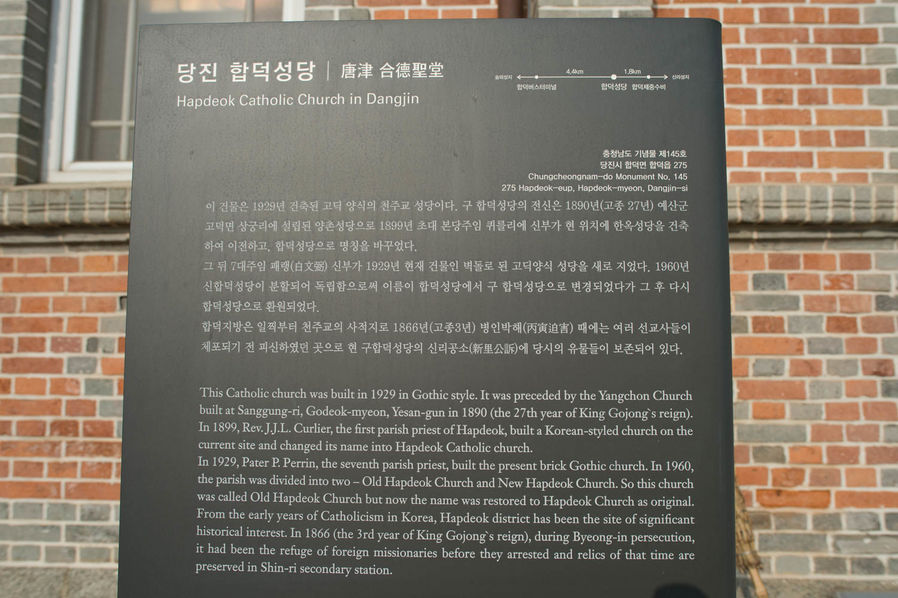 당진 합덕성당 | 唐津 合德聖堂
Hapdeok Catholic Church in Dangjin
솔뫼성지 4.4km 1.8km 신리성지
합덕버스터미널 합덕성당 합덕제중수비
충청남도 기념물 제145호
당진시 합덕면 합덕읍 275
Chungcheongnam-do Monument No, 145
275 Hapdeok-eup, Hapdeok-myeon, Dangjin-si
이 건물은 1929년 건축된 고딕 양식의 천주교 성당이다. 구 합덕성당의 전신은 1890년(고종 27년) 예산군
고덕면 상궁리에 설립된 양촌성당으로 1899년 초대 본당주임 퀴를리에 신부가 현 위치에 한옥성당을 건축
하여 이전하고, 합덕성당으로 명칭을 바꾸었다.
그 뒤 7대주임 패랭(白文弼) 신부가 1929년 현재 건물인 벽돌로 된 고딕양식 성당을 새로 지었다. 1960년
신합덕성당이 분할되어 독립함으로써 이름이 합덕성당에서 구 합덕성당으로 변경되었다가 그 후 다시
합덕성당으로 환원되었다.
합덕지방은 일찍부터 천주교의 사적지로 1866년(고종3년) 병인박해(丙寅迫害) 때에는 여러 선교사들이
체포되기 전 피신하였던 곳으로 현 구합덕성당의 신리공소(新里公訴)에 당시의 유물들이 보존되어 있다.
This Catholic church was built in 1929 in Gothic style. It was preceded by the Yangchon Church
built at Sanggung-ri, Godeok-myeon, Yesan-gun in 1890 (the 27th year of King Gojong`s reign).
In 1899, Rev. J.J.L. Curlier, the first parish priest of Hapdeok, built a Korean-styled church on the
current site and changed its name into Hapdeok Catholic church.
In 1929, Pater P. Perrin, the seventh parish priest, built the present brick Gothic church. In 1960,
the parish was divided into two – Old Hapdeok Church and New Hapdeok Church. So this church
was called Old Hapdeok Church but now the name was restored to Hapdeok Church as original.
From the early years of Catholicism in Korea, Hapdeok district has been the site of significant
historical interest. In 1866 (the 3rd year of King Gojong`s reign), during Byeong-in persecution,
it had been the refuge of foreign missionaries before they arrested and relics of that time are
preserved in Shin-ri secondary station.